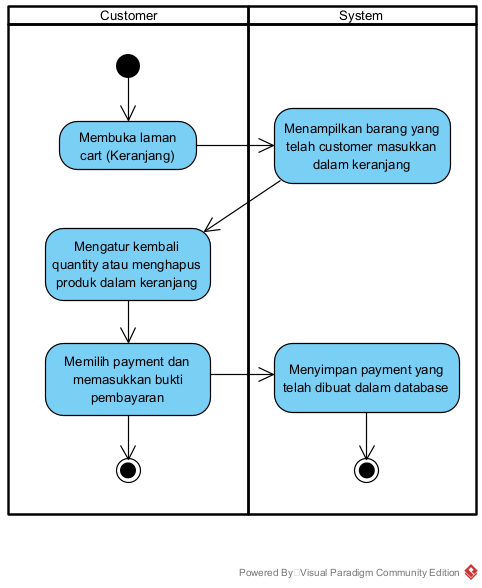 Customer
System
Membuka laman
cart (Keranjang)
Menampilkan barang yang
telah customer masukkan
dalam keranjang
Mengatur kembali
quantity atau menghapus
produk dalam keranjang
Memilih payment dan
memasukkan bukti
pembayaran
Menyimpan payment yang
telah dibuat dalam database
Powered By Visual Paradigm Community Edition